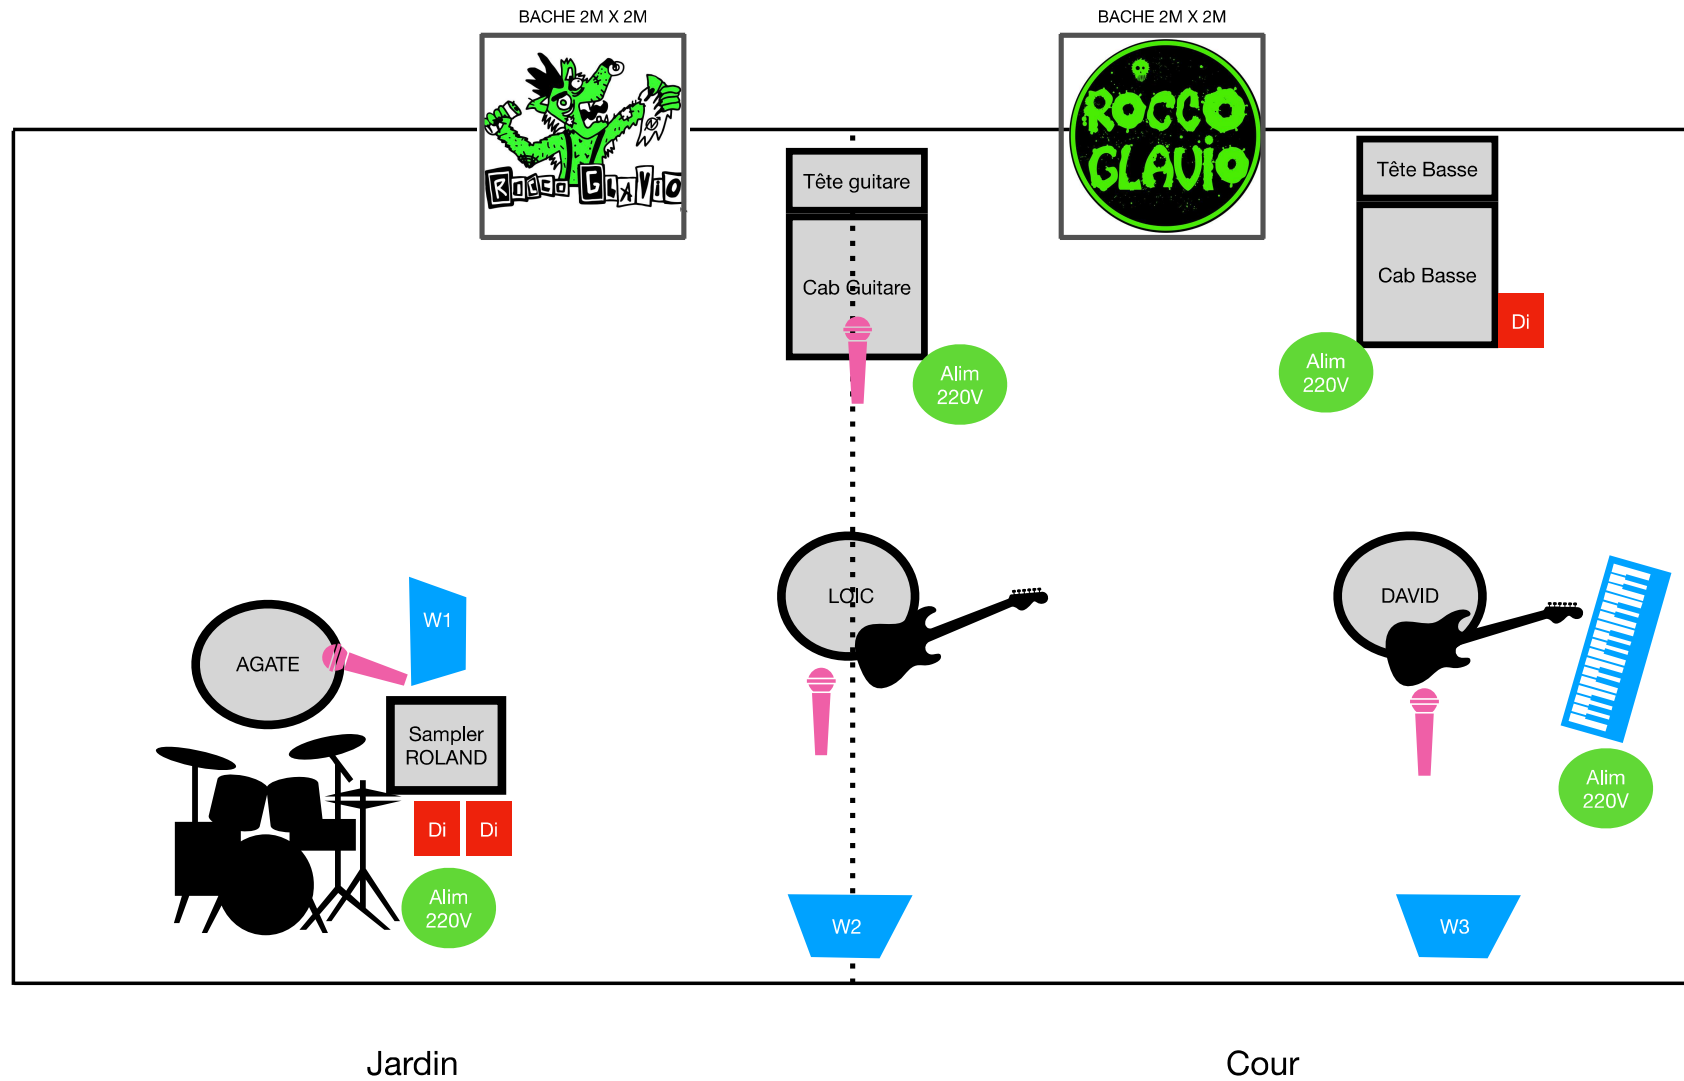 BACHE 2M X 2M
BACHE 2M X 2M
ROCCO GLAViO
ROCCO
GLAViO
Tête guitare
Tête Basse
Cab Guitare
Cab Basse
Di
Alim
220V
Alim
220V
LOIC
DAVID
W1
AGATE
Sampler
ROLAND
Di
Di
Alim
220V
Alim
220V
W2
W3
Jardin
Cour